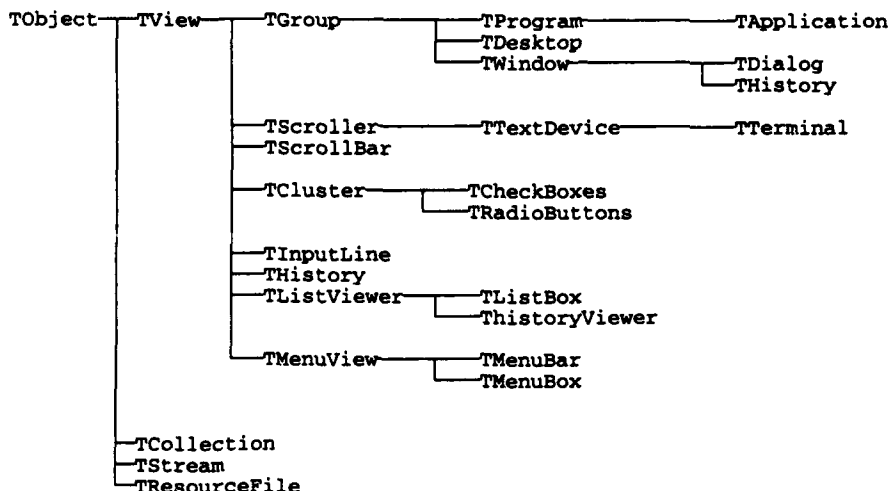 TObject TView TGroup TProgram TApplication
TDesktop
TWindow TDialog
THistory
TScroller TTextDevice TTerminal
TScrollBar
TCluster TCheckBoxes
TRadioButtons
TInputLine
THistory
TListViewer TListBox
ThistoryViewer
TMenuView TMenuBar
TMenuBox
TCollection
TStream
TResourceFile